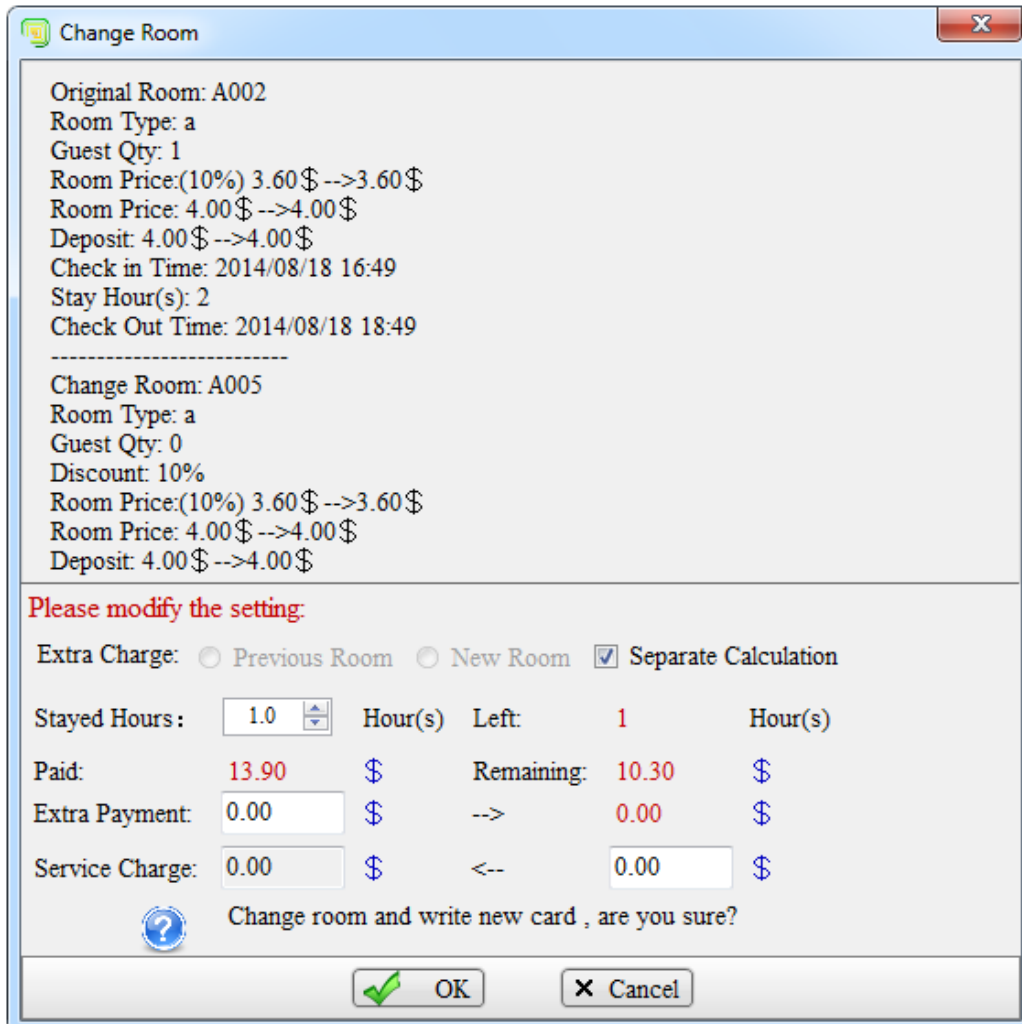 Change Room
Original Room: A002
Room Type: a
Guest Qty: 1
Room Price:(10%) 3.60$-->3.60$
Room Price: 4.00$-->4.00$
Deposit: 4.00$-->4.00$
Check in Time: 2014/08/18 16:49
Stay Hour(s): 2
Check Out Time: 2014/08/18 18:49
--------------------------
Change Room: A005
Room Type: a
Guest Qty: 0
Discount: 10%
Room Price:(10%) 3.60$-->3.60$
Room Price: 4.00$-->4.00$
Deposit: 4.00$-->4.00$
Please modify the setting:
Extra Charge: Previous Room New Room Separate Calculation
Stayed Hours: 1.0 Hour(s) Left: 1 Hour(s)
Paid: 13.90 $ Remaining: 10.30 $
Extra Payment: 0.00 $ --> 0.00 $
Service Charge: 0.00 $ <-- 0.00 $
Change room and write new card , are you sure?
OK Cancel